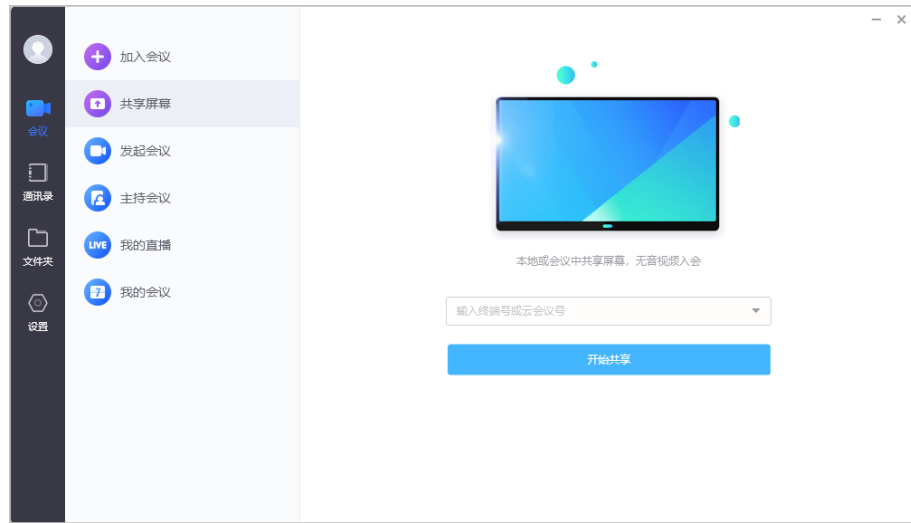 会议
通讯录
文件夹
设置
加入会议
共享屏幕
发起会议
主持会议
LIVE 我的直播
7 我的会议
本地或会议中共享屏幕，无音视频入会
输入终端号或云会议号
开始共享